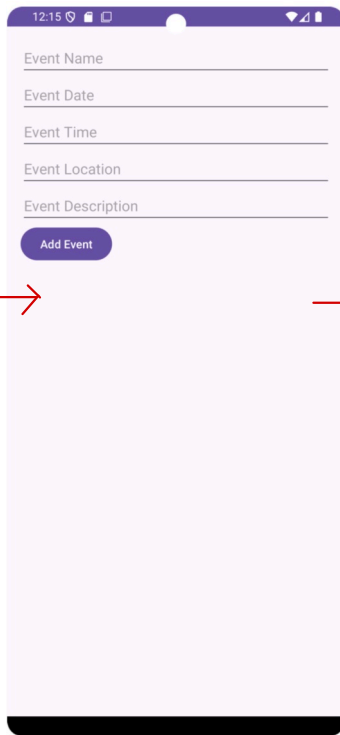 12:15
Event Name
Event Date
Event Time
Event Location
Event Description
Add Event